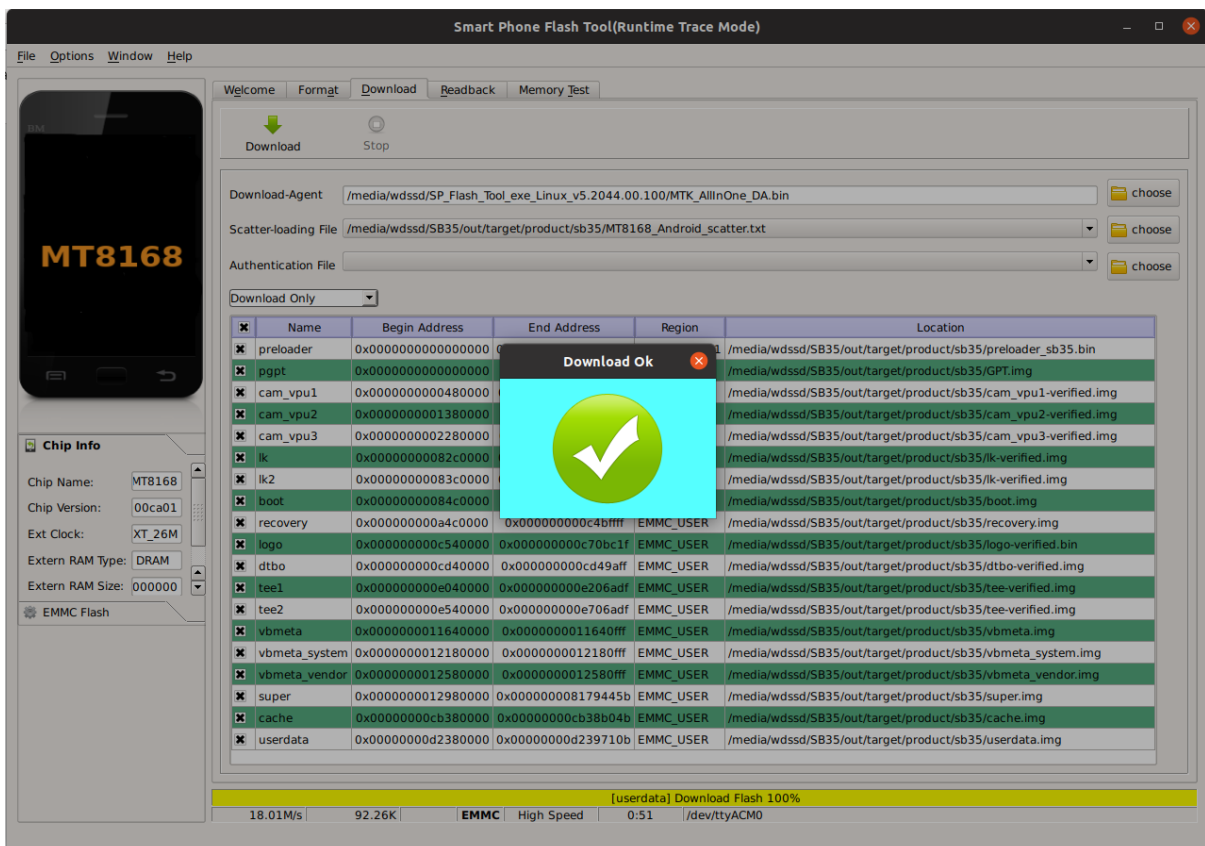 Smart Phone Flash Tool(Runtime Trace Mode)
File Options Window Help
Welcome Format Download Readback Memory Test
Download Stop
BM
MT8168
Download-Agent /media/wdssd/SP_Flash_Tool_exe_Linux_v5.2044.00.100/MTK_AllInOne_DA.bin choose
Scatter-loading File /media/wdssd/SB35/out/target/product/sb35/MT8168_Android_scatter.txt choose
Authentication File choose
Download Only
Name Begin Address End Address Region Location
preloader 0x0000000000000000 /media/wdssd/SB35/out/target/product/sb35/preloader_sb35.bin
pgpt 0x0000000000000000 /media/wdssd/SB35/out/target/product/sb35/GPT.img
cam_vpu1 0x0000000000480000 /media/wdssd/SB35/out/target/product/sb35/cam_vpu1-verified.img
cam_vpu2 0x0000000001380000 /media/wdssd/SB35/out/target/product/sb35/cam_vpu2-verified.img
cam_vpu3 0x0000000002280000 /media/wdssd/SB35/out/target/product/sb35/cam_vpu3-verified.img
lk 0x00000000082c0000 /media/wdssd/SB35/out/target/product/sb35/lk-verified.img
lk2 0x00000000083c0000 /media/wdssd/SB35/out/target/product/sb35/lk-verified.img
boot 0x00000000084c0000 /media/wdssd/SB35/out/target/product/sb35/boot.img
recovery 0x000000000a4c0000 0x000000000c4bffff EMMC_USER /media/wdssd/SB35/out/target/product/sb35/recovery.img
logo 0x000000000c540000 0x000000000c70bc1f EMMC_USER /media/wdssd/SB35/out/target/product/sb35/logo-verified.bin
dtbo 0x000000000cd40000 0x000000000cd49aff EMMC_USER /media/wdssd/SB35/out/target/product/sb35/dtbo-verified.img
tee1 0x000000000e040000 0x000000000e206adf EMMC_USER /media/wdssd/SB35/out/target/product/sb35/tee-verified.img
tee2 0x000000000e540000 0x000000000e706adf EMMC_USER /media/wdssd/SB35/out/target/product/sb35/tee-verified.img
vbmeta 0x0000000011640000 0x0000000011640fff EMMC_USER /media/wdssd/SB35/out/target/product/sb35/vbmeta.img
vbmeta_system 0x0000000012180000 0x0000000012180fff EMMC_USER /media/wdssd/SB35/out/target/product/sb35/vbmeta_system.img
vbmeta_vendor 0x0000000012580000 0x0000000012580fff EMMC_USER /media/wdssd/SB35/out/target/product/sb35/vbmeta_vendor.img
super 0x0000000012980000 0x000000008179445b EMMC_USER /media/wdssd/SB35/out/target/product/sb35/super.img
cache 0x00000000cb380000 0x00000000cb38b04b EMMC_USER /media/wdssd/SB35/out/target/product/sb35/cache.img
userdata 0x00000000d2380000 0x00000000d239710b EMMC_USER /media/wdssd/SB35/out/target/product/sb35/userdata.img
Download Ok
Chip Info
Chip Name: MT8168
Chip Version: 00ca01
Ext Clock: XT_26M
Extern RAM Type: DRAM
Extern RAM Size: 000000
EMMC Flash
[userdata] Download Flash 100%
18.01M/s 92.26K EMMC High Speed 0:51 /dev/ttyACM0